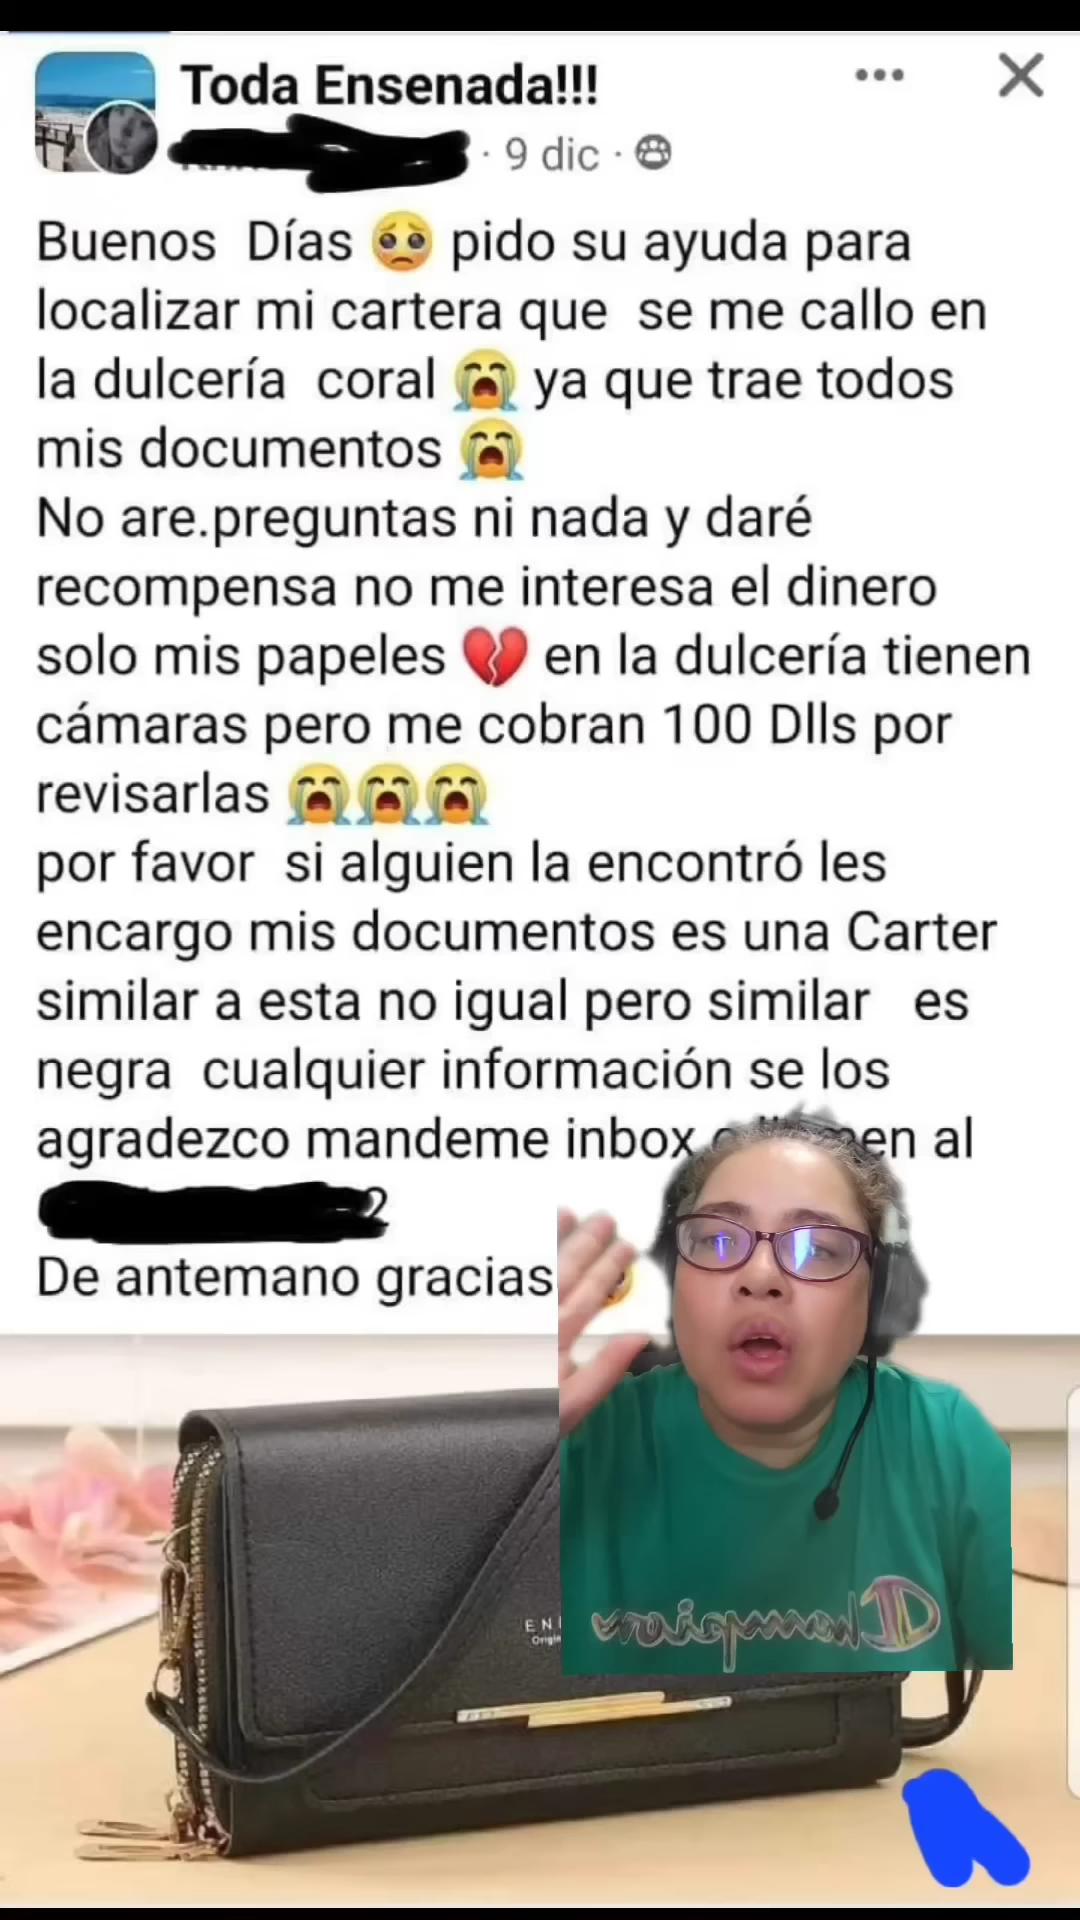 Toda Ensenada!!!
· 9 dic ·
Buenos Días 🥺 pido su ayuda para
localizar mi cartera que se me callo en
la dulcería coral 😭 ya que trae todos
mis documentos 😭
No are.preguntas ni nada y daré
recompensa no me interesa el dinero
solo mis papeles 💔 en la dulcería tienen
cámaras pero me cobran 100 Dlls por
revisarlas 😭😭😭
por favor si alguien la encontró les
encargo mis documentos es una Carter
similar a esta no igual pero similar es
negra cualquier información se los
agradezco mandeme inbox en al
2
De antemano gracias
Champion